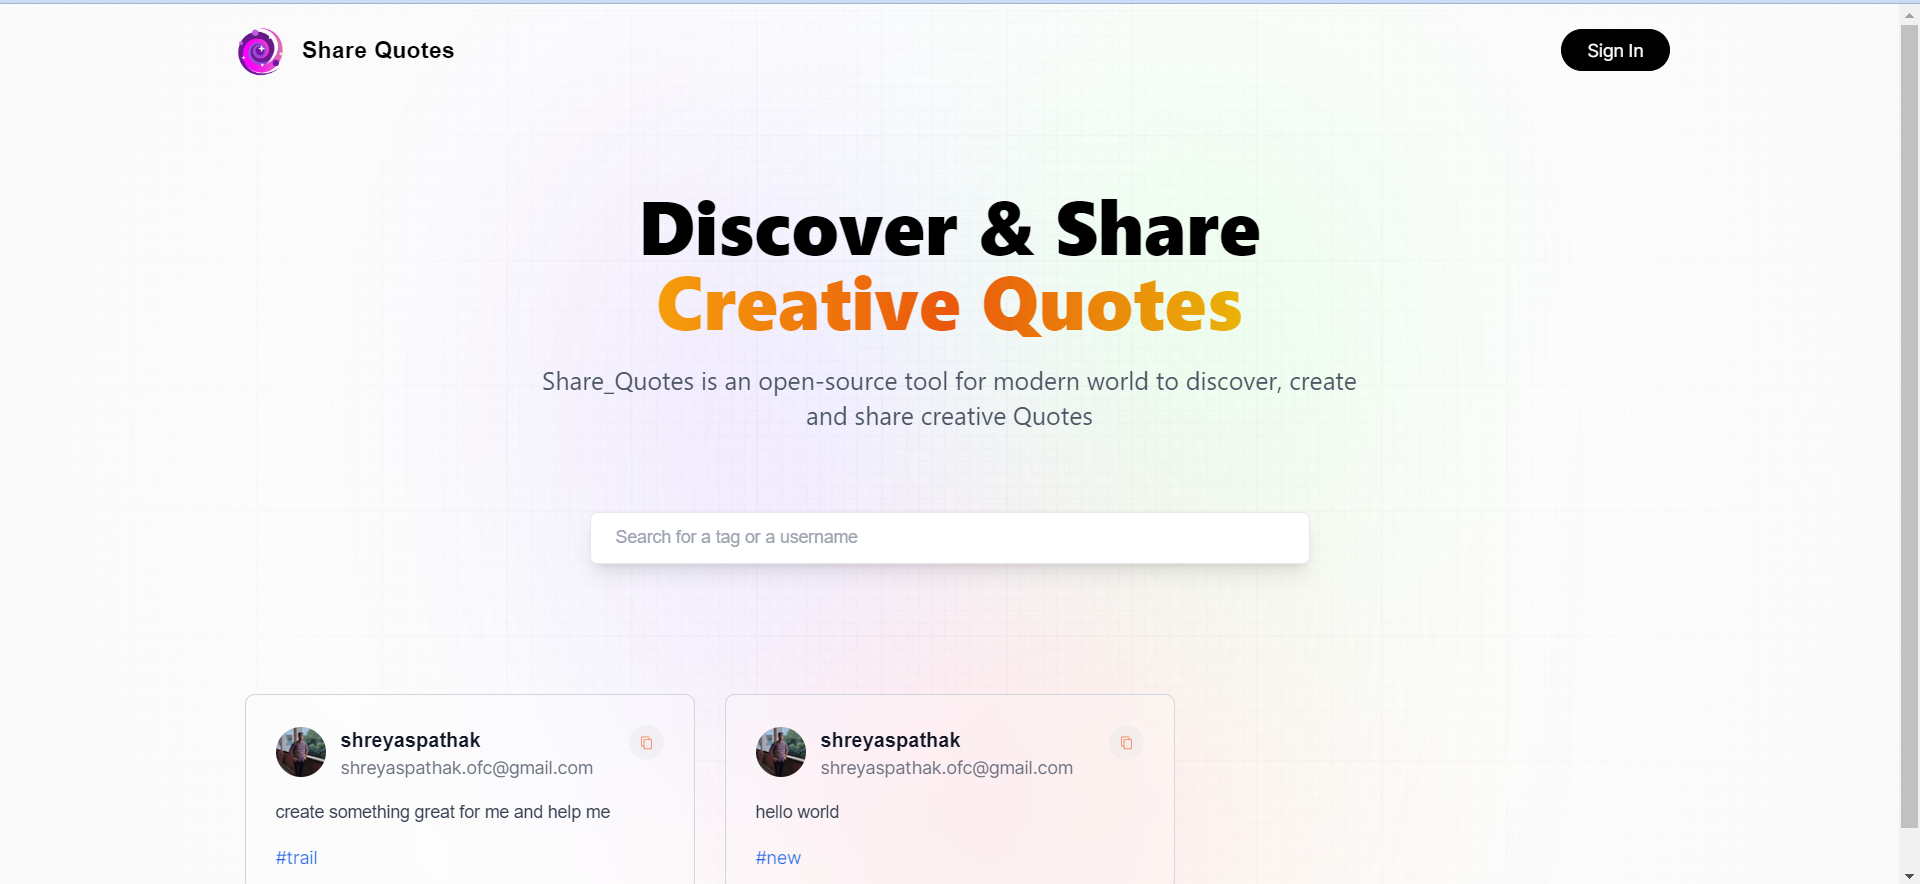 Share Quotes
Sign In
Discover & Share
Creative Quotes
Share_Quotes is an open-source tool for modern world to discover, create
and share creative Quotes
Search for a tag or a username
shreyaspathak
shreyaspathak.ofc@gmail.com
create something great for me and help me
#trail
shreyaspathak
shreyaspathak.ofc@gmail.com
hello world
#new